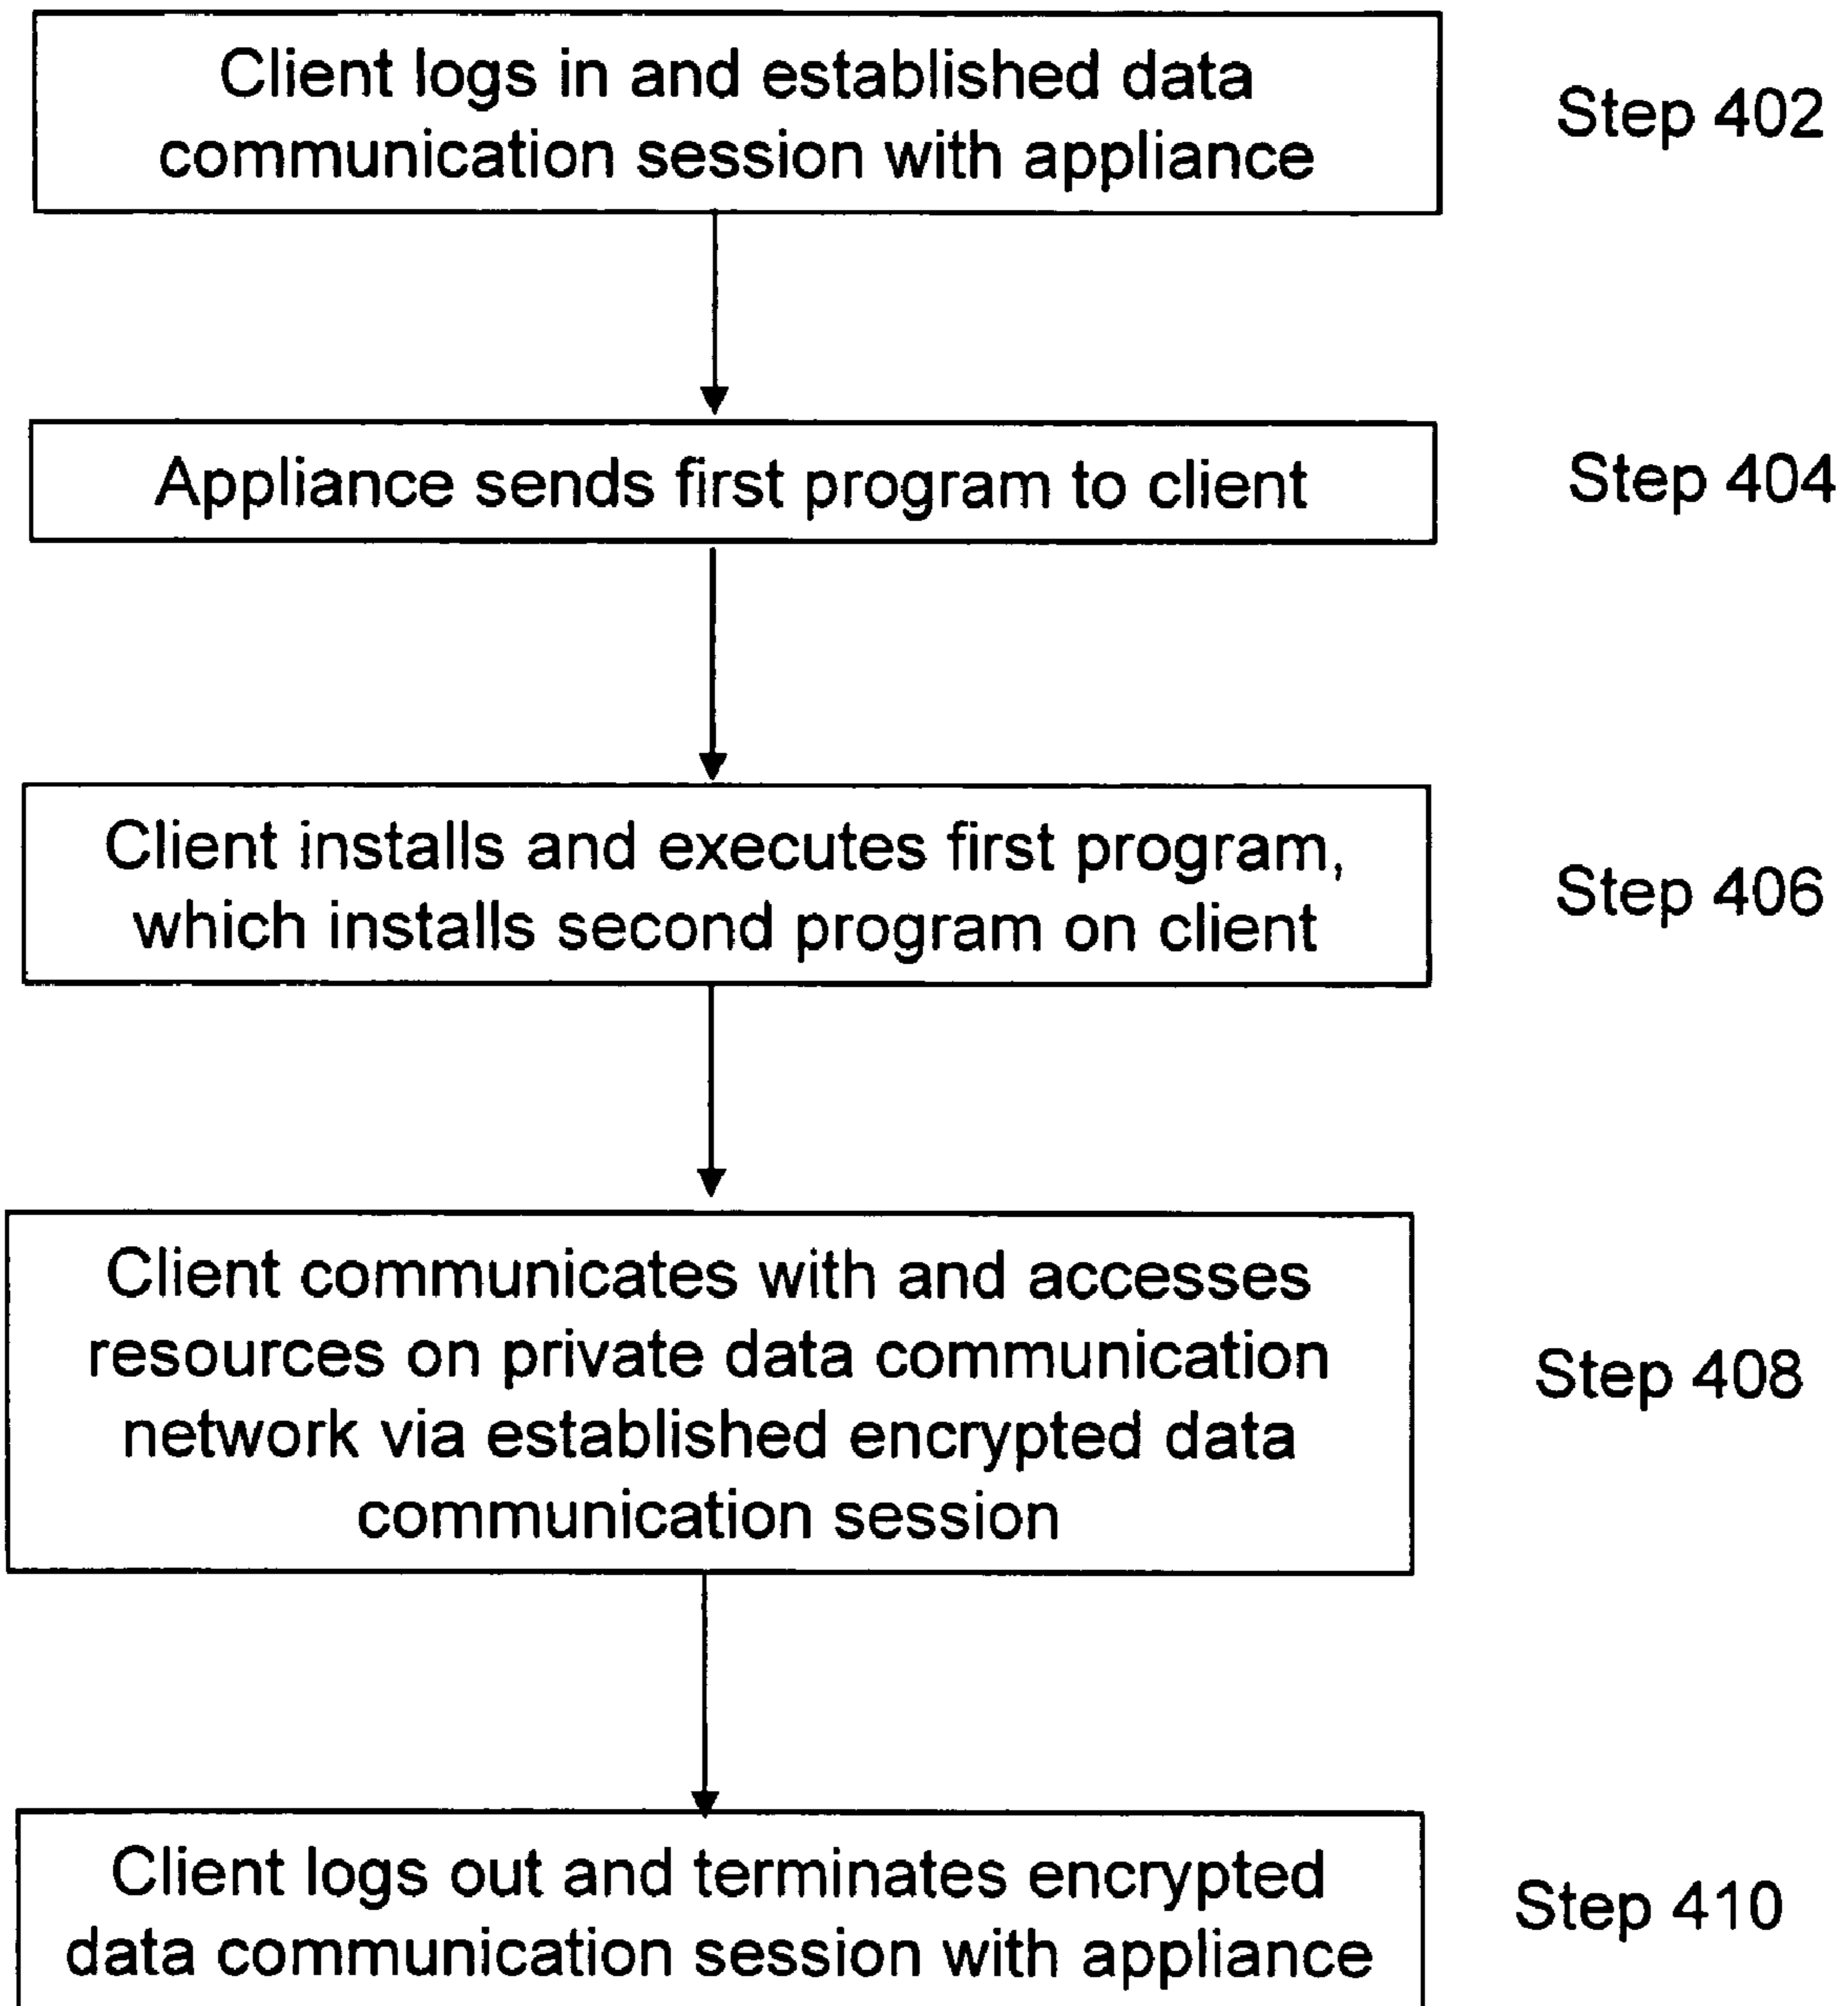 Client logs in and established data
communication session with appliance
Step 402
Appliance sends first program to client
Step 404
Client installs and executes first program,
which installs second program on client
Step 406
Client communicates with and accesses
resources on private data communication
network via established encrypted data
communication session
Step 408
Client logs out and terminates encrypted
data communication session with appliance
Step 410